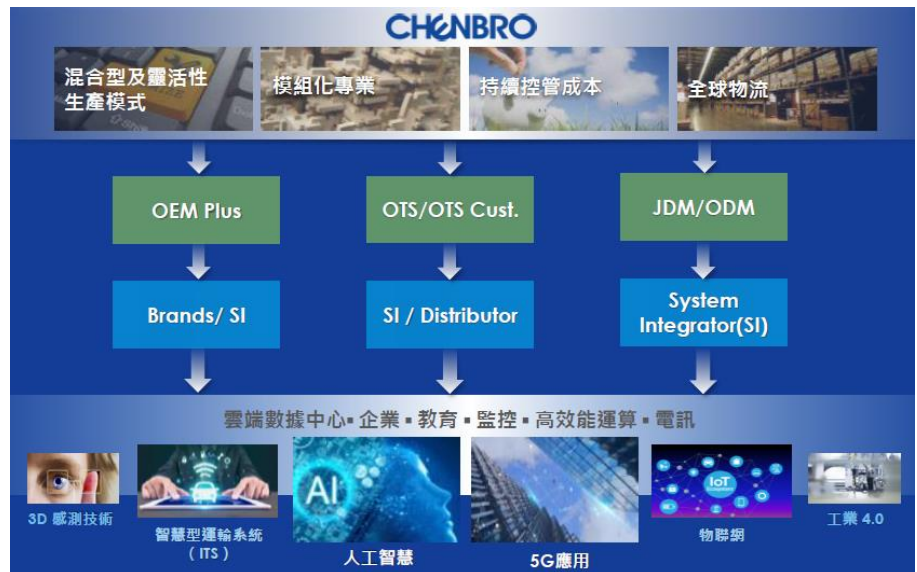 CHENBRO
混合型及靈活性
生產模式
模組化專業
持續控管成本
全球物流
OEM Plus
OTS/OTS Cust.
JDM/ODM
Brands/ SI
SI / Distributor
System
Integrator(SI)
雲端數據中心▪企業▪教育▪監控▪高效能運算▪電訊
AI
IoT
3D 感測技術
智慧型運輸系統
（ITS）
人工智慧
5G應用
物聯網
工業 4.0